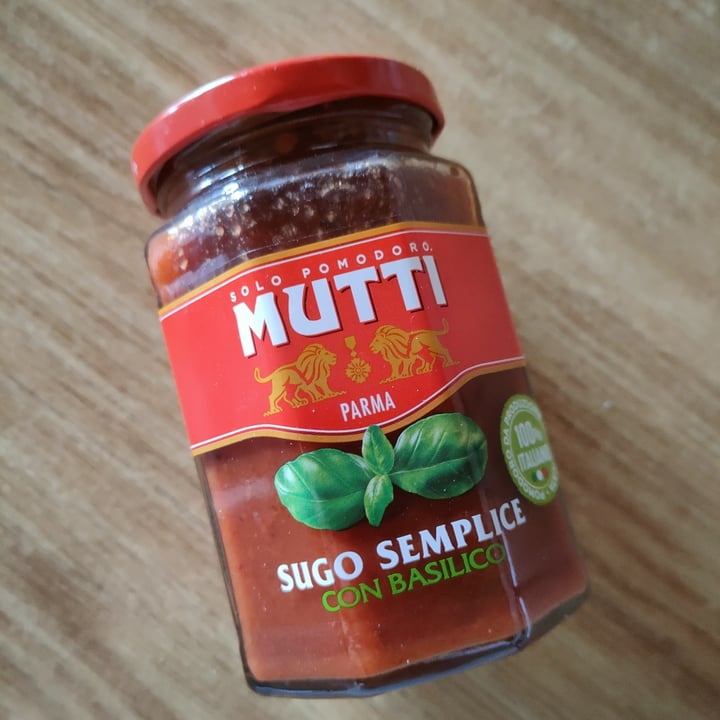 SOLO POMODORO.
MUTTI
PARMA
100%
ITALIANO
SUGO SEMPLICE
CON BASILICO